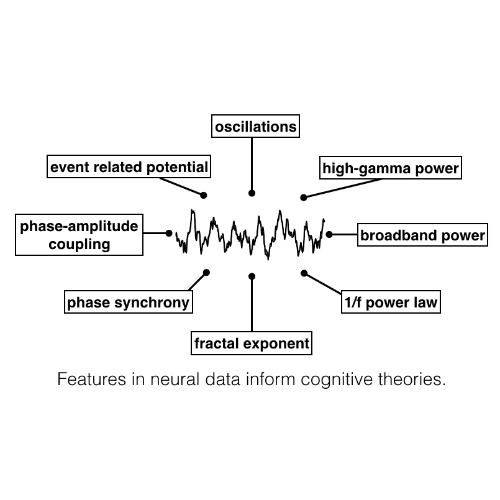 oscillations
event related potential
high-gamma power
phase-amplitude
coupling
broadband power
phase synchrony
1/f power law
fractal exponent
Features in neural data inform cognitive theories.